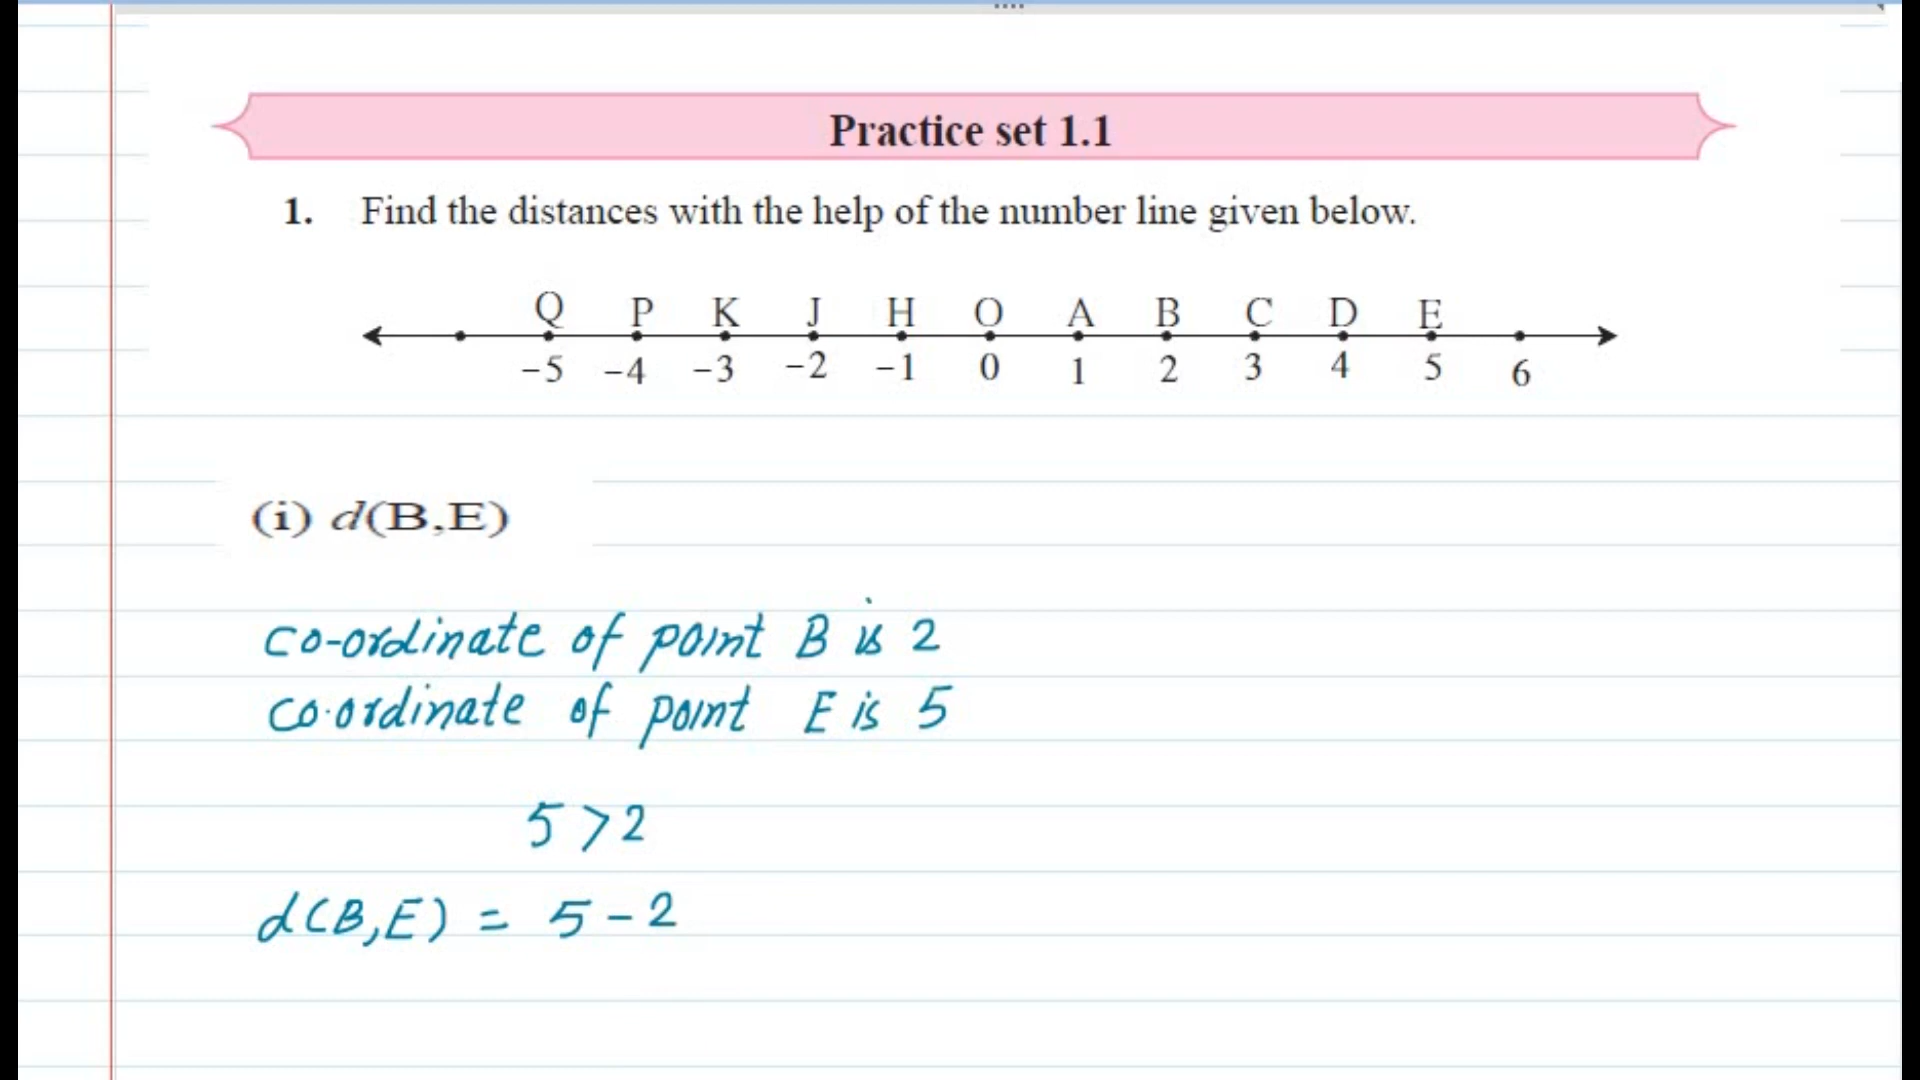 Practice set 1.1
1. Find the distances with the help of the number line given below.
Q P K J H O A B C D E
-5 -4 -3 -2 -1 0 1 2 3 4 5 6
(i) d(B,E)
co-ordinate of point B is 2
co-ordinate of point E is 5
5 > 2
d(B,E) = 5 - 2